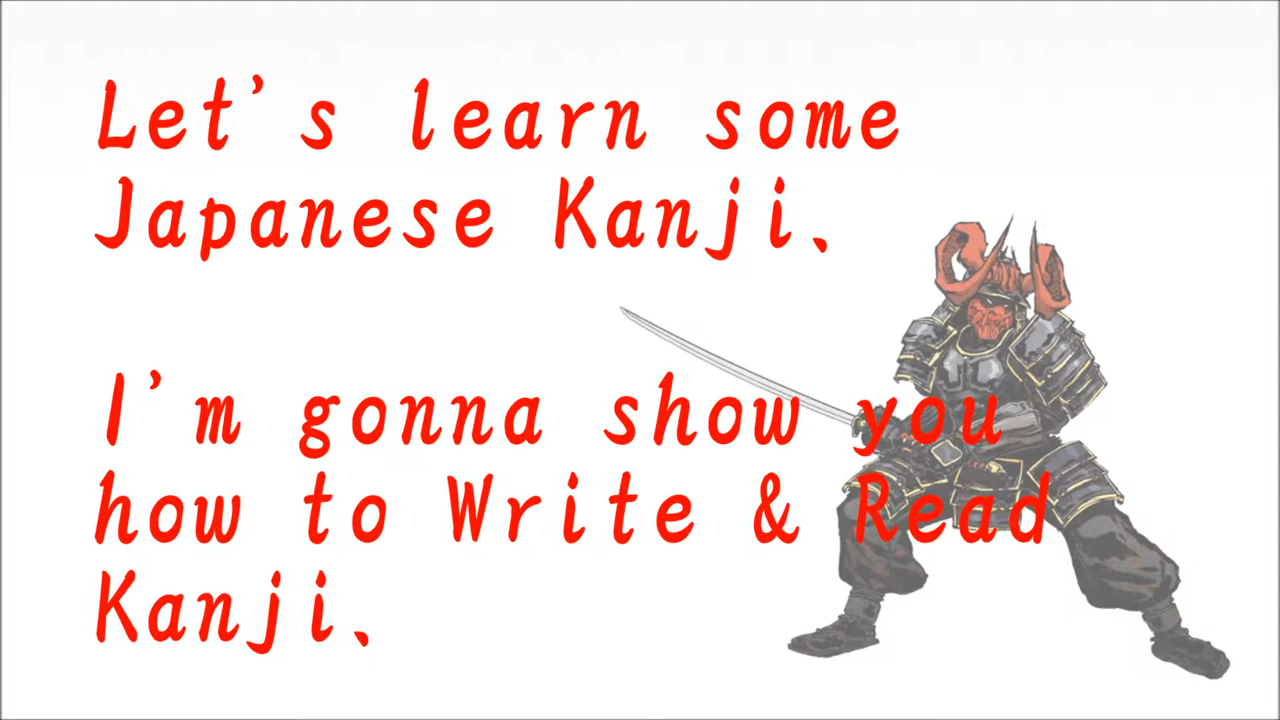 Let's learn some
Japanese Kanji、
I'm gonna show you
how to Write & Read
Kanji、